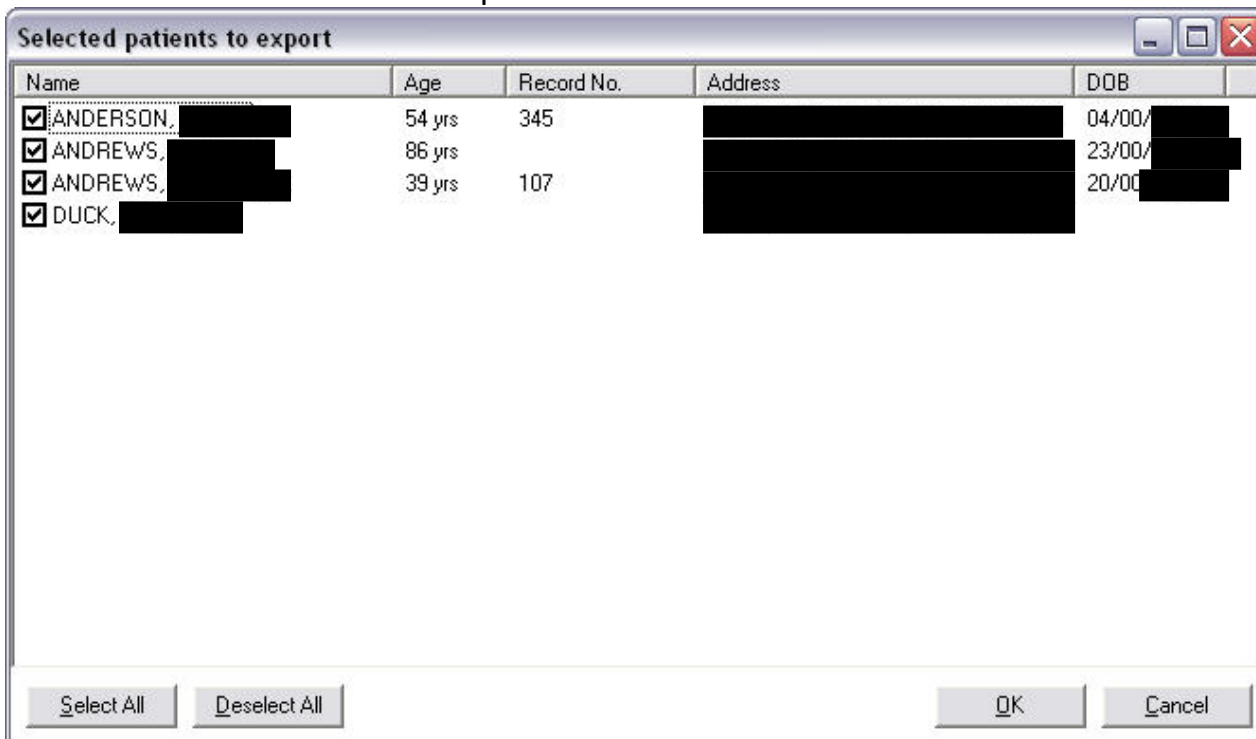 Selected patients to export
Name Age Record No. Address DOB
ANDERSON, 54 yrs 345 04/00/
ANDREWS, 86 yrs 23/00/
ANDREWS, 39 yrs 107 20/00
DUCK,
Select All Deselect All OK Cancel